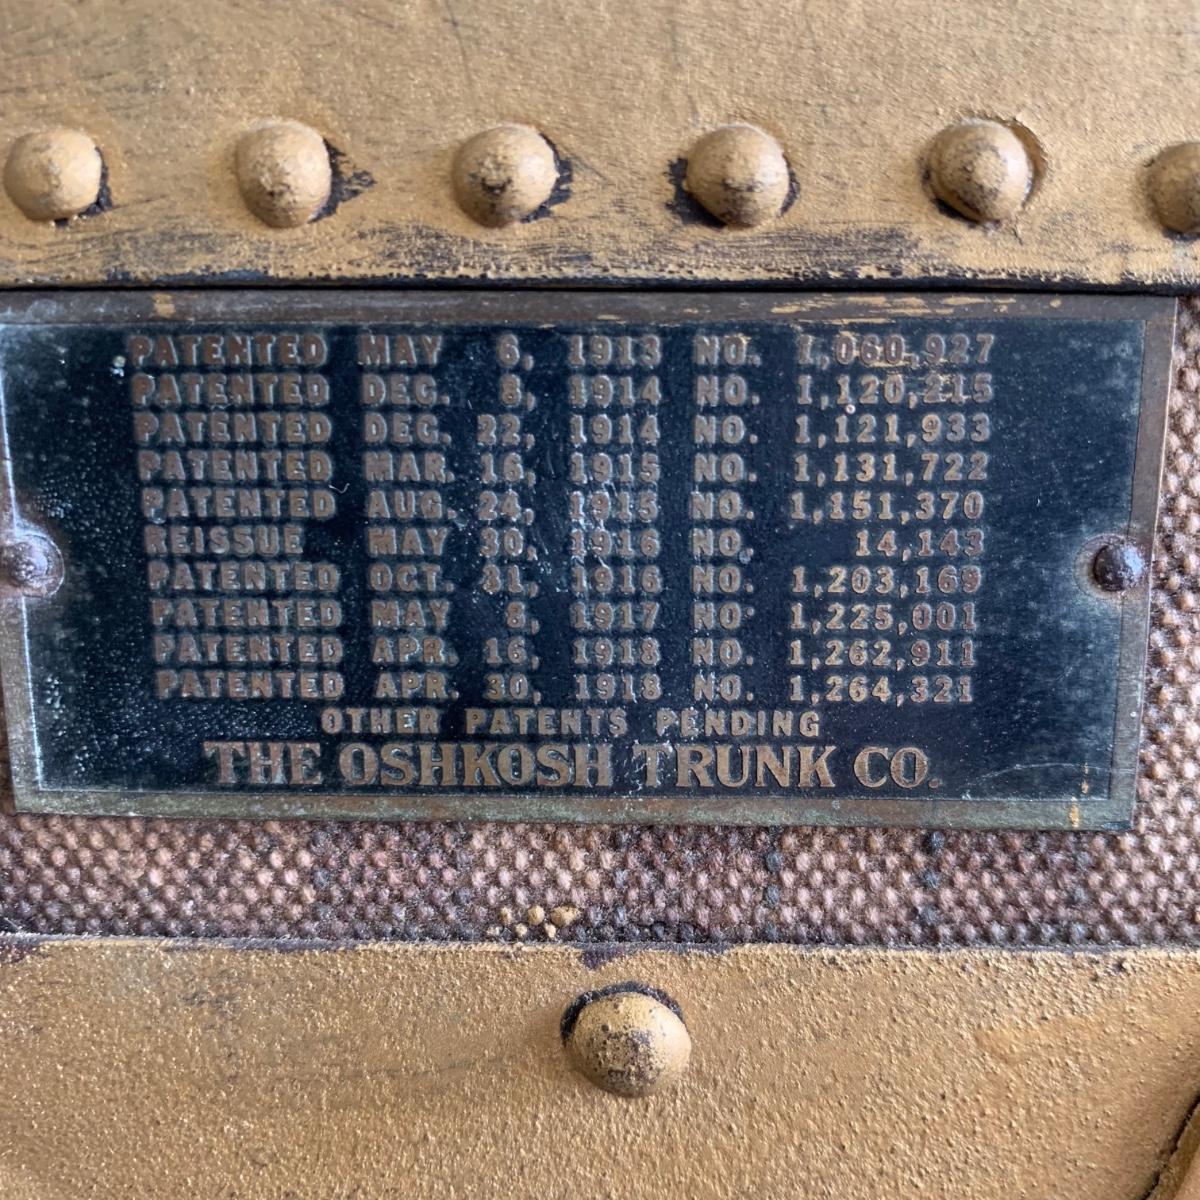 PATENTED MAY 6, 1913 NO. 1,060,927
PATENTED DEC. 8, 1914 NO. 1,120,215
PATENTED DEC. 22, 1914 NO. 1,121,933
PATENTED MAR. 16, 1915 NO. 1,131,722
PATENTED AUG. 24, 1915 NO. 1,151,370
REISSUE MAY 30, 1916 NO. 14,143
PATENTED OCT. 31, 1916 NO. 1,203,169
PATENTED MAY 8, 1917 NO. 1,225,001
PATENTED APR. 16, 1918 NO. 1,262,911
PATENTED APR. 30, 1918 NO. 1,264,321
OTHER PATENTS PENDING
THE OSHKOSH TRUNK CO.